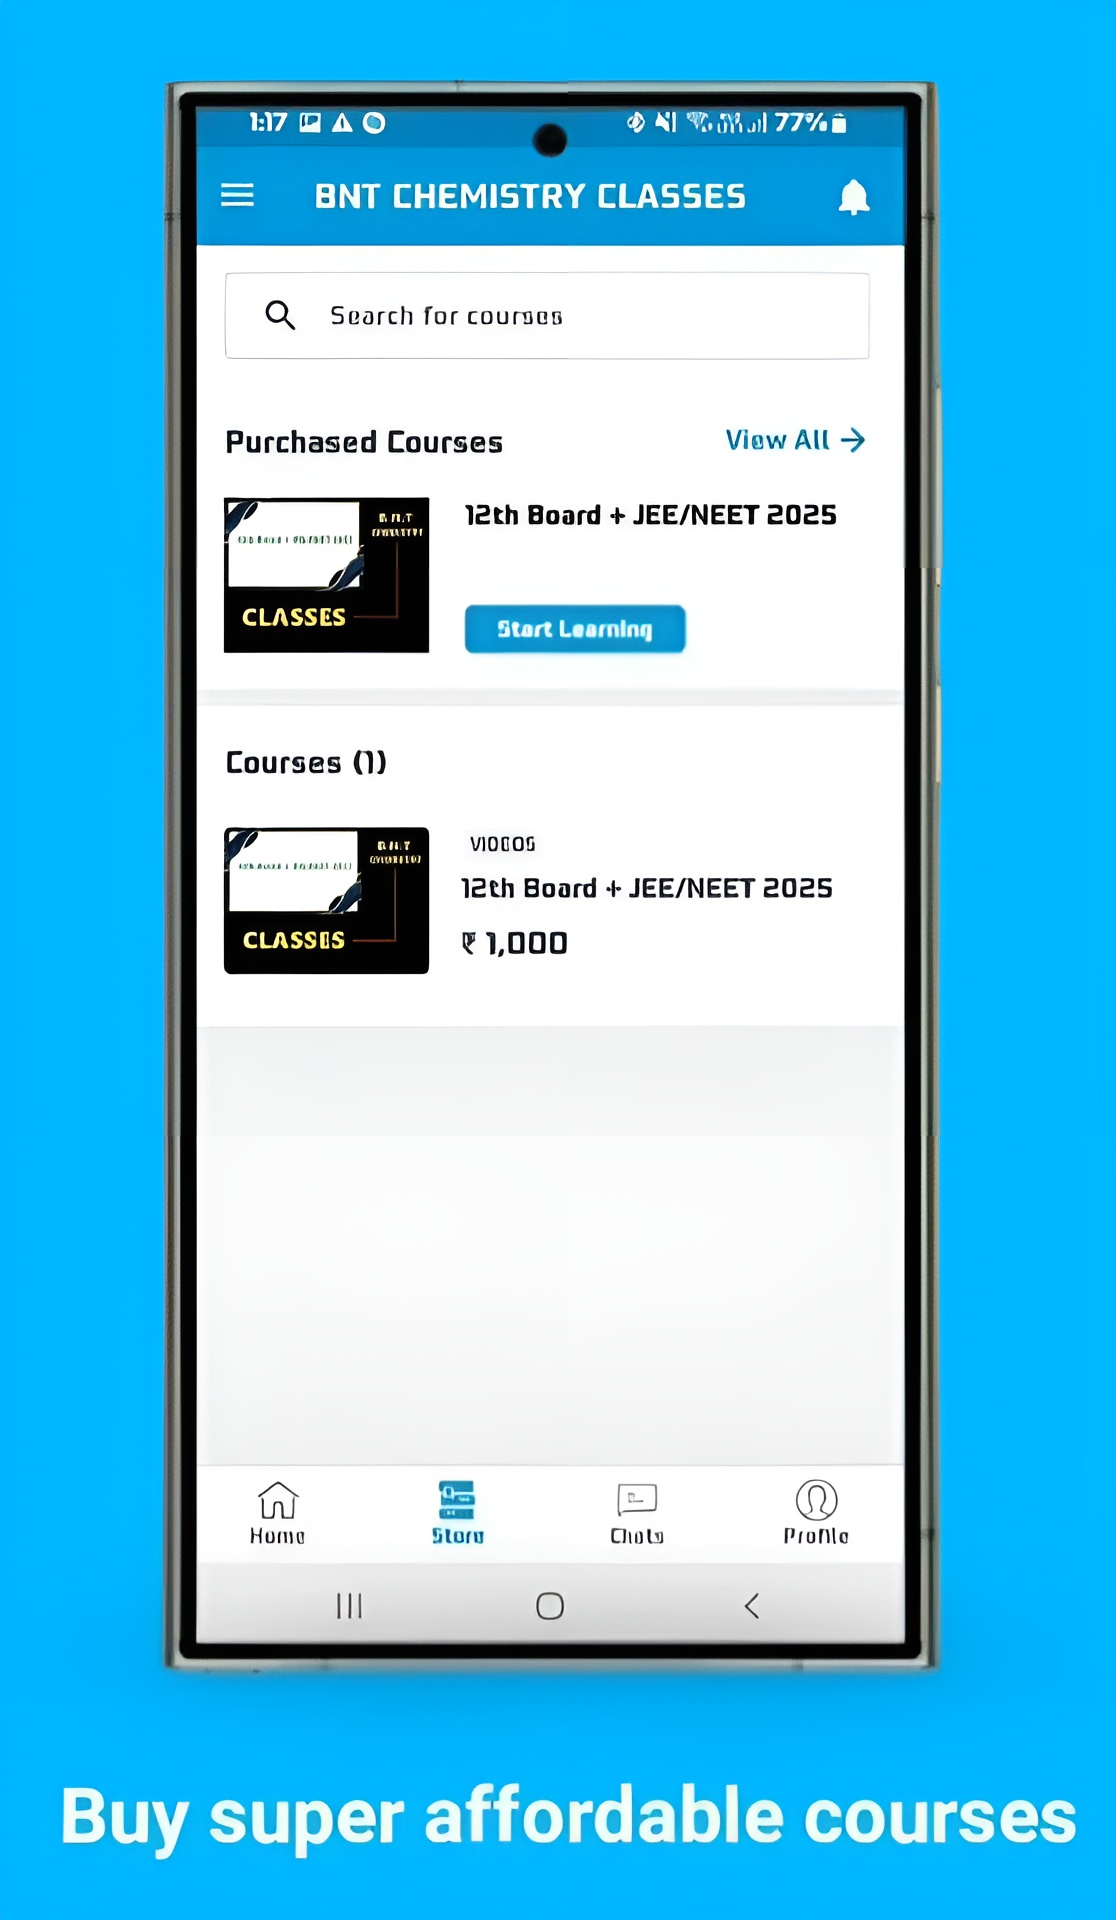 1:17
77%
BNT CHEMISTRY CLASSES
Search for courses
Purchased Courses
View All →
12th Board + JEE/NEET 2025
CLASSES
Start Learning
Courses (1)
VIDEOS
12th Board + JEE/NEET 2025
CLASSES
₹ 1,000
Home
Store
Chats
Profile
Buy super affordable courses